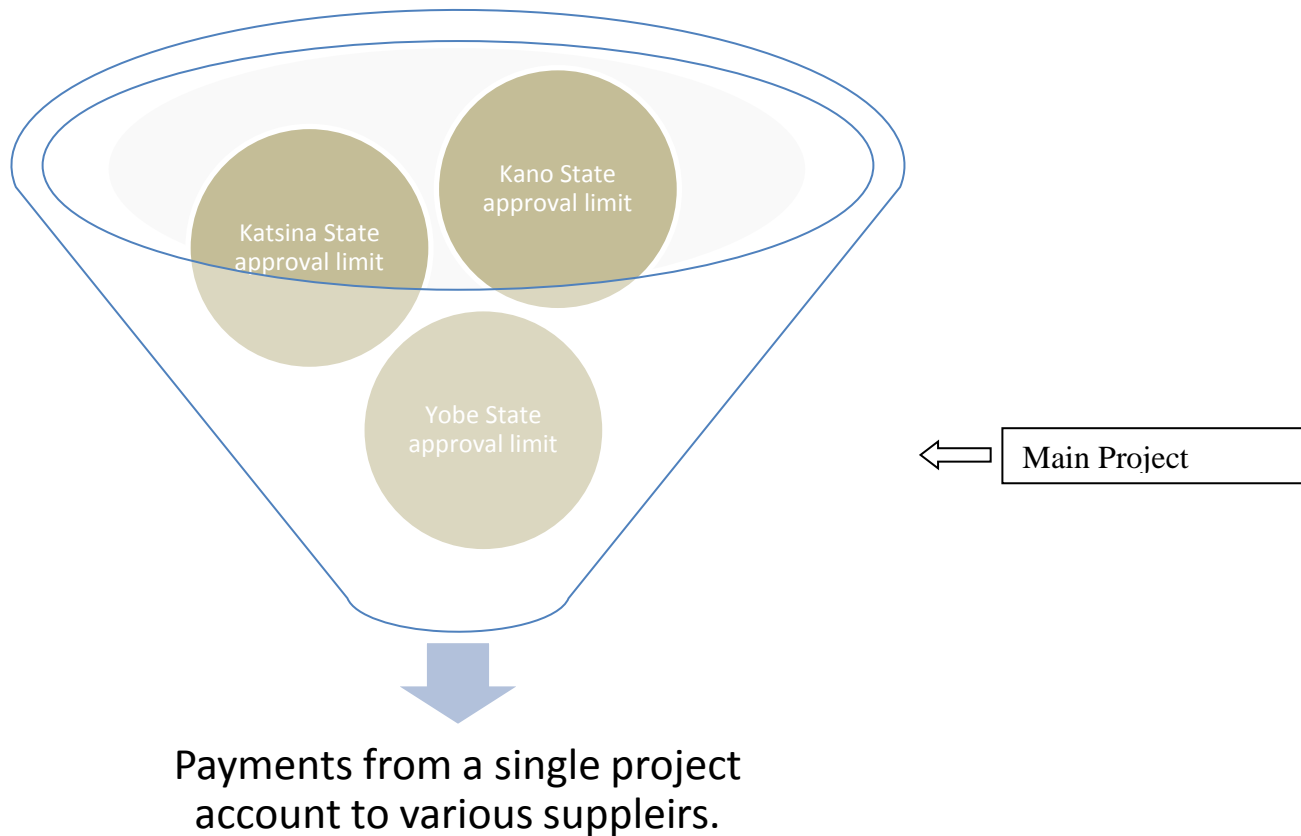 Kano State
approval limit
Katsina State
approval limit
Yobe State
approval limit
Main Project
Payments from a single project
account to various suppleirs.